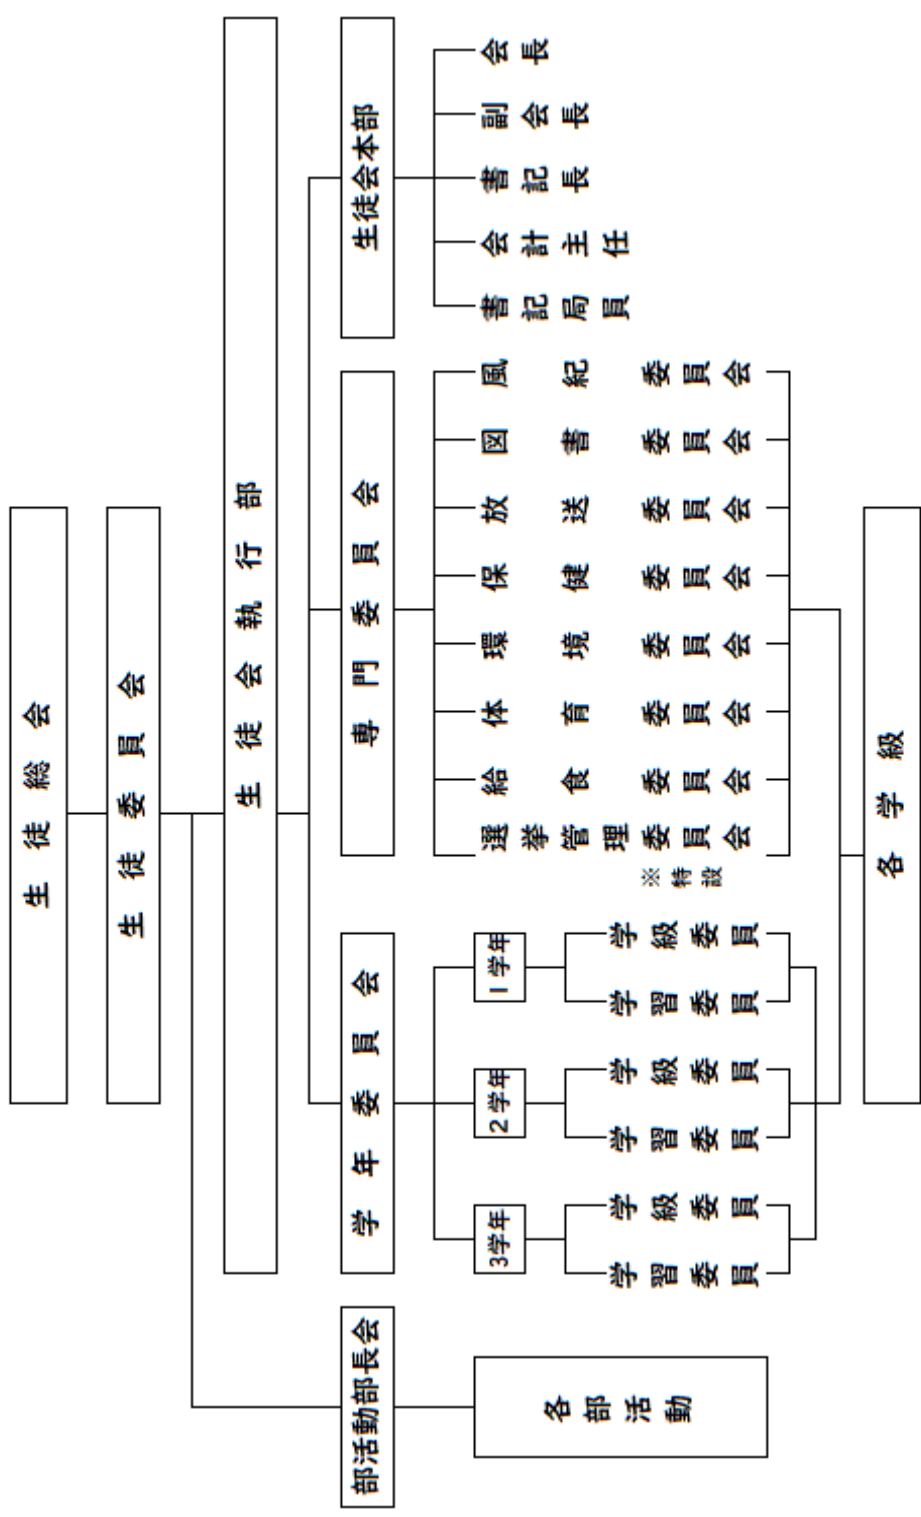 生徒総会
生徒委員会
生徒会執行部
部活動部長会
学年委員会
専門委員会
生徒会本部
各部活動
3学年
2学年
1学年
学習委員
学級委員
学習委員
学級委員
学習委員
学級委員
選挙管理委員会
※特設
給食委員会
体育委員会
環境委員会
保健委員会
放送委員会
図書委員会
風紀委員会
書記局員
会計主任
書記長
副会長
会長
各学級